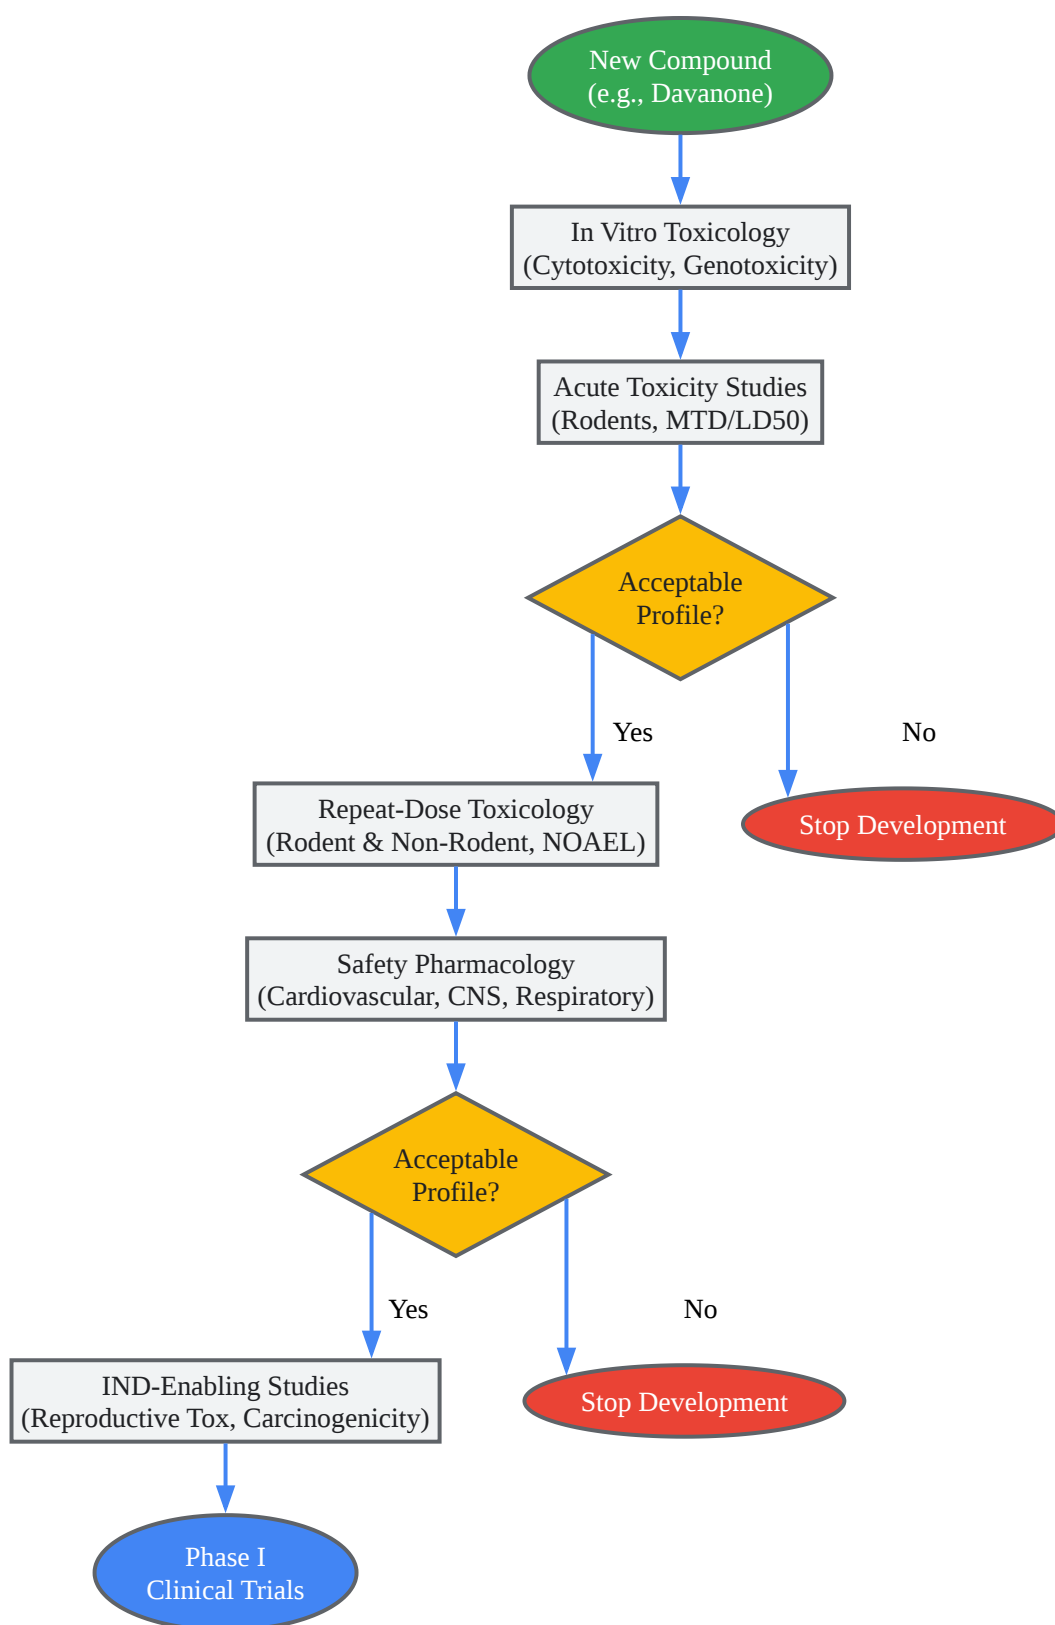 New Compound
(e.g., Davanone)
In Vitro Toxicology
(Cytotoxicity, Genotoxicity)
Acute Toxicity Studies
(Rodents, MTD/LD50)
Acceptable
Profile?
Yes
No
Repeat-Dose Toxicology
(Rodent & Non-Rodent, NOAEL)
Stop Development
Safety Pharmacology
(Cardiovascular, CNS, Respiratory)
Acceptable
Profile?
Yes
No
IND-Enabling Studies
(Reproductive Tox, Carcinogenicity)
Stop Development
Phase I
Clinical Trials